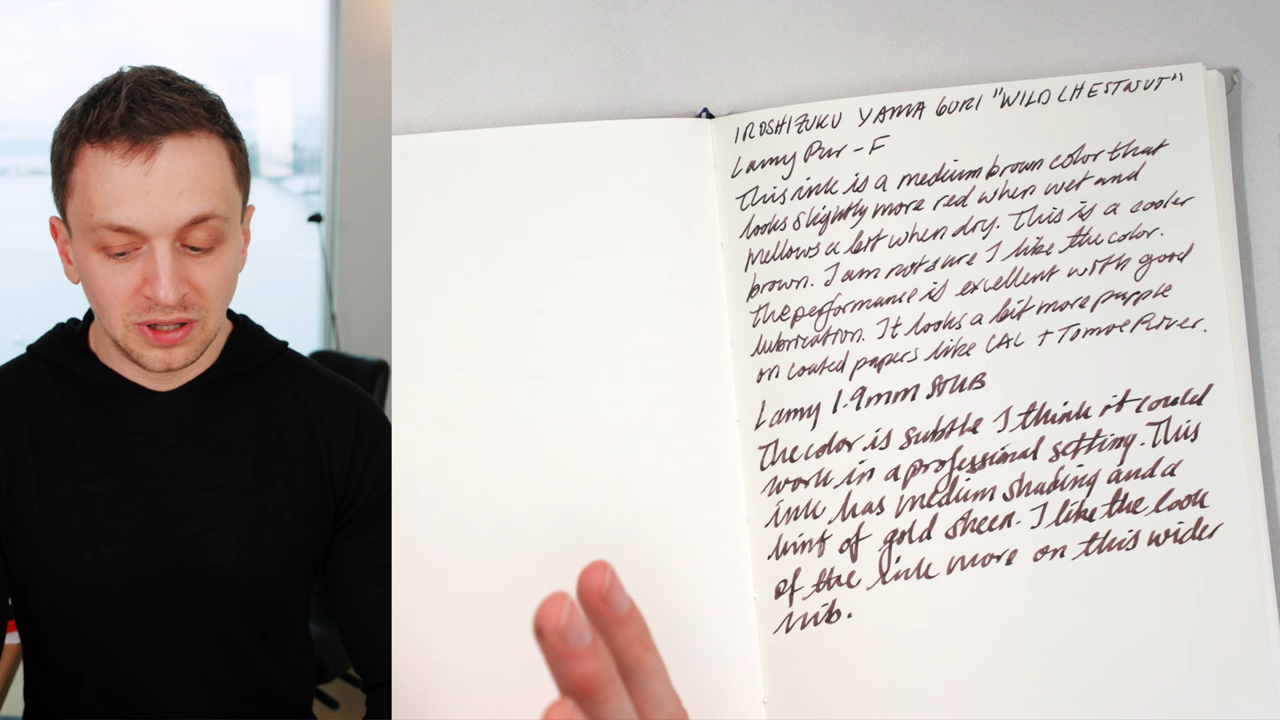 IROSHIZUKU YAMA GURI "WILD CHESTNUT"
Lamy Pur - F
This ink is a medium brown color that
looks slightly more red when wet and
mellows a bit when dry. This is a cooler
brown. I am not sure I like the color.
the performance is excellent with good
lubrication. It looks a bit more purple
on coated papers like CAL + Tomoe River.
Lamy 1.9mm STUB
The color is subtle I think it could
work in a professional setting. This
ink has medium shading and a
hint of gold sheen. I like the look
of the ink more on this wider
nib.